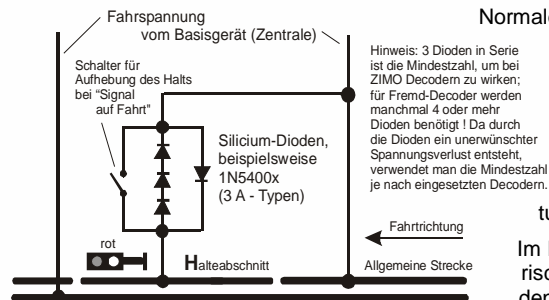 Fahrspannung
vom Basisgerät (Zentrale)
Normale
Schalter für
Aufhebung des Halts
bei "Signal
auf Fahrt"
Hinweis: 3 Dioden in Serie
ist die Mindestzahl, um bei
ZIMO Decodern zu wirken;
für Fremd-Decoder werden
manchmal 4 oder mehr
Dioden benötigt ! Da durch
die Dioden ein unerwünschter
Spannungsverlust entsteht,
verwendet man die Mindestzahl
je nach eingesetzten Decodern.
Silicium-Dioden,
beispielsweise
1N5400x
(3 A - Typen)
Fahrtrichtung
rot
Halteabschnitt
Allgemeine Strecke
tu
Im
risc
den